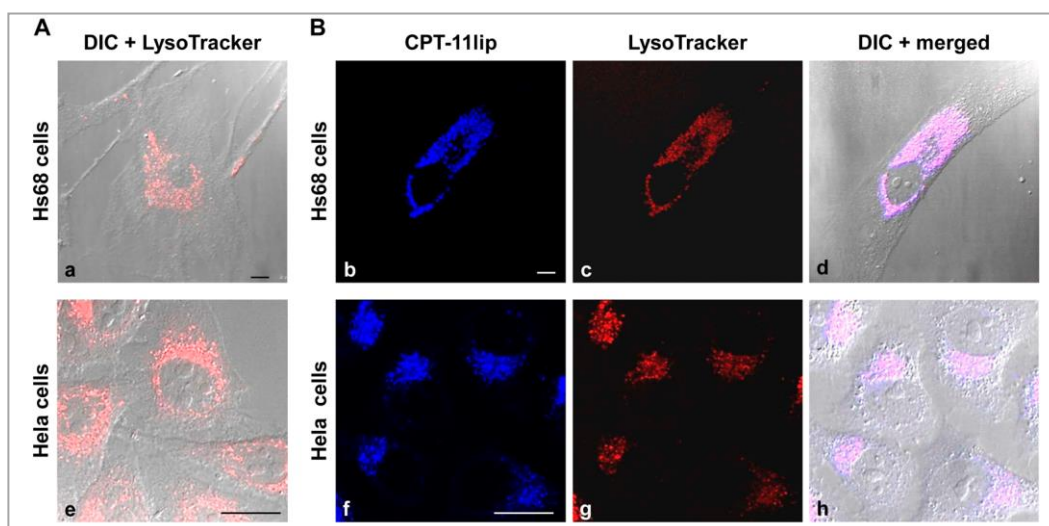 A
DIC + LysoTracker
B
CPT-11lip
LysoTracker
DIC + merged
Hs68 cells
a
Hs68 cells
b
c
d
Hela cells
e
Hela cells
f
g
h